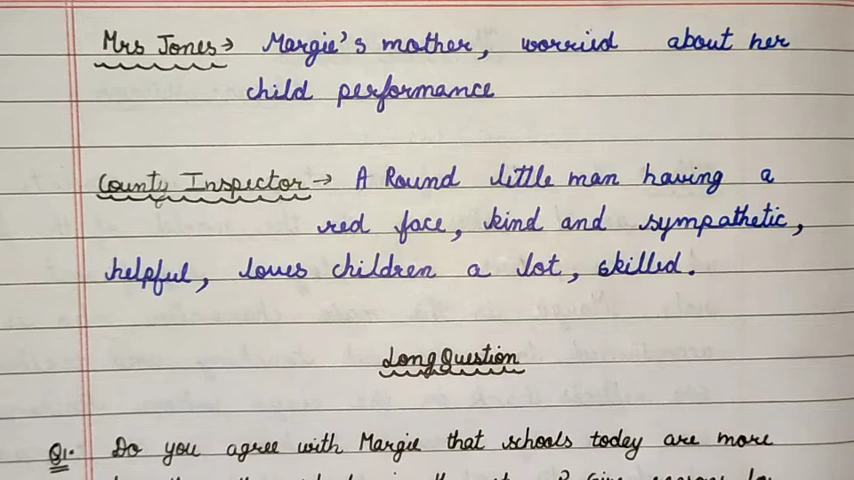 Mrs Jones → Margie's mother, worried about her
child performance
County Inspector → A Round little man having a
red face, kind and sympathetic,
helpful, loves children a lot, skilled.
Long Question
Q1. Do you agree with Margie that schools today are more